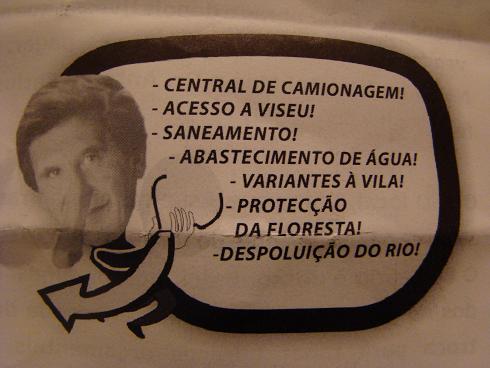 - CENTRAL DE CAMIONAGEM!
- ACESSO A VISEU!
- SANEAMENTO!
- ABASTECIMENTO DE ÁGUA!
- VARIANTES À VILA!
- PROTECÇÃO
DA FLORESTA!
-DESPOLUIÇÃO DO RIO!